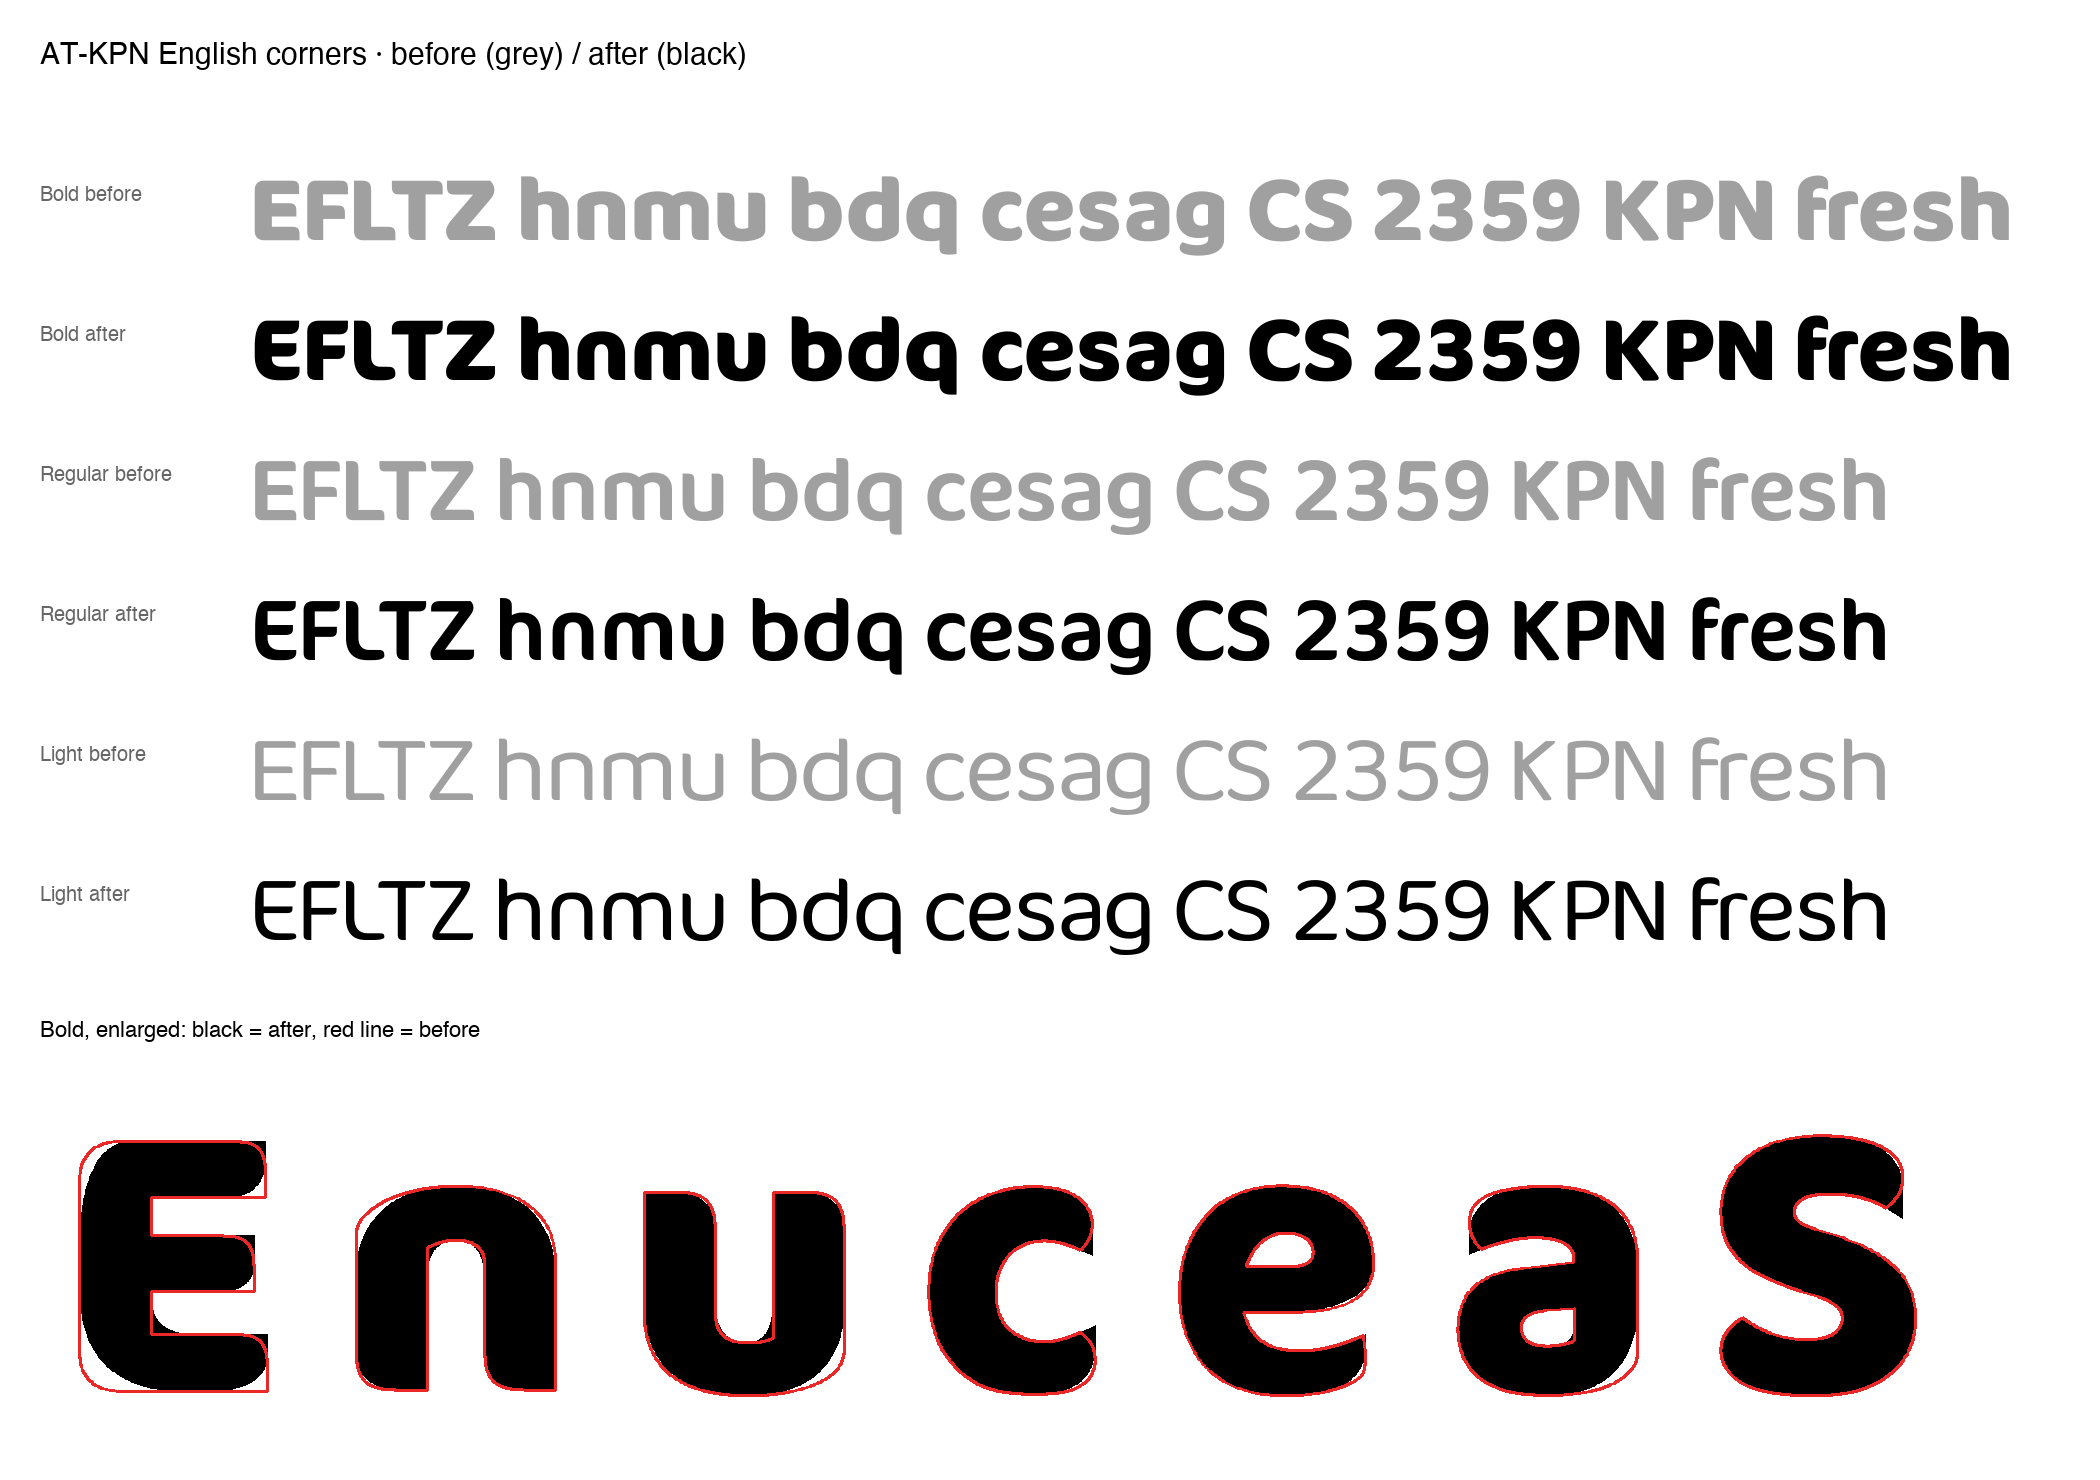 AT-KPN English corners · before (grey) / after (black)
Bold before EFLTZ hnmu bdq cesag CS 2359 KPN fresh
Bold after EFLTZ hnmu bdq cesag CS 2359 KPN fresh
Regular before EFLTZ hnmu bdq cesag CS 2359 KPN fresh
Regular after EFLTZ hnmu bdq cesag CS 2359 KPN fresh
Light before EFLTZ hnmu bdq cesag CS 2359 KPN fresh
Light after EFLTZ hnmu bdq cesag CS 2359 KPN fresh
Bold, enlarged: black = after, red line = before
E n u c e a S